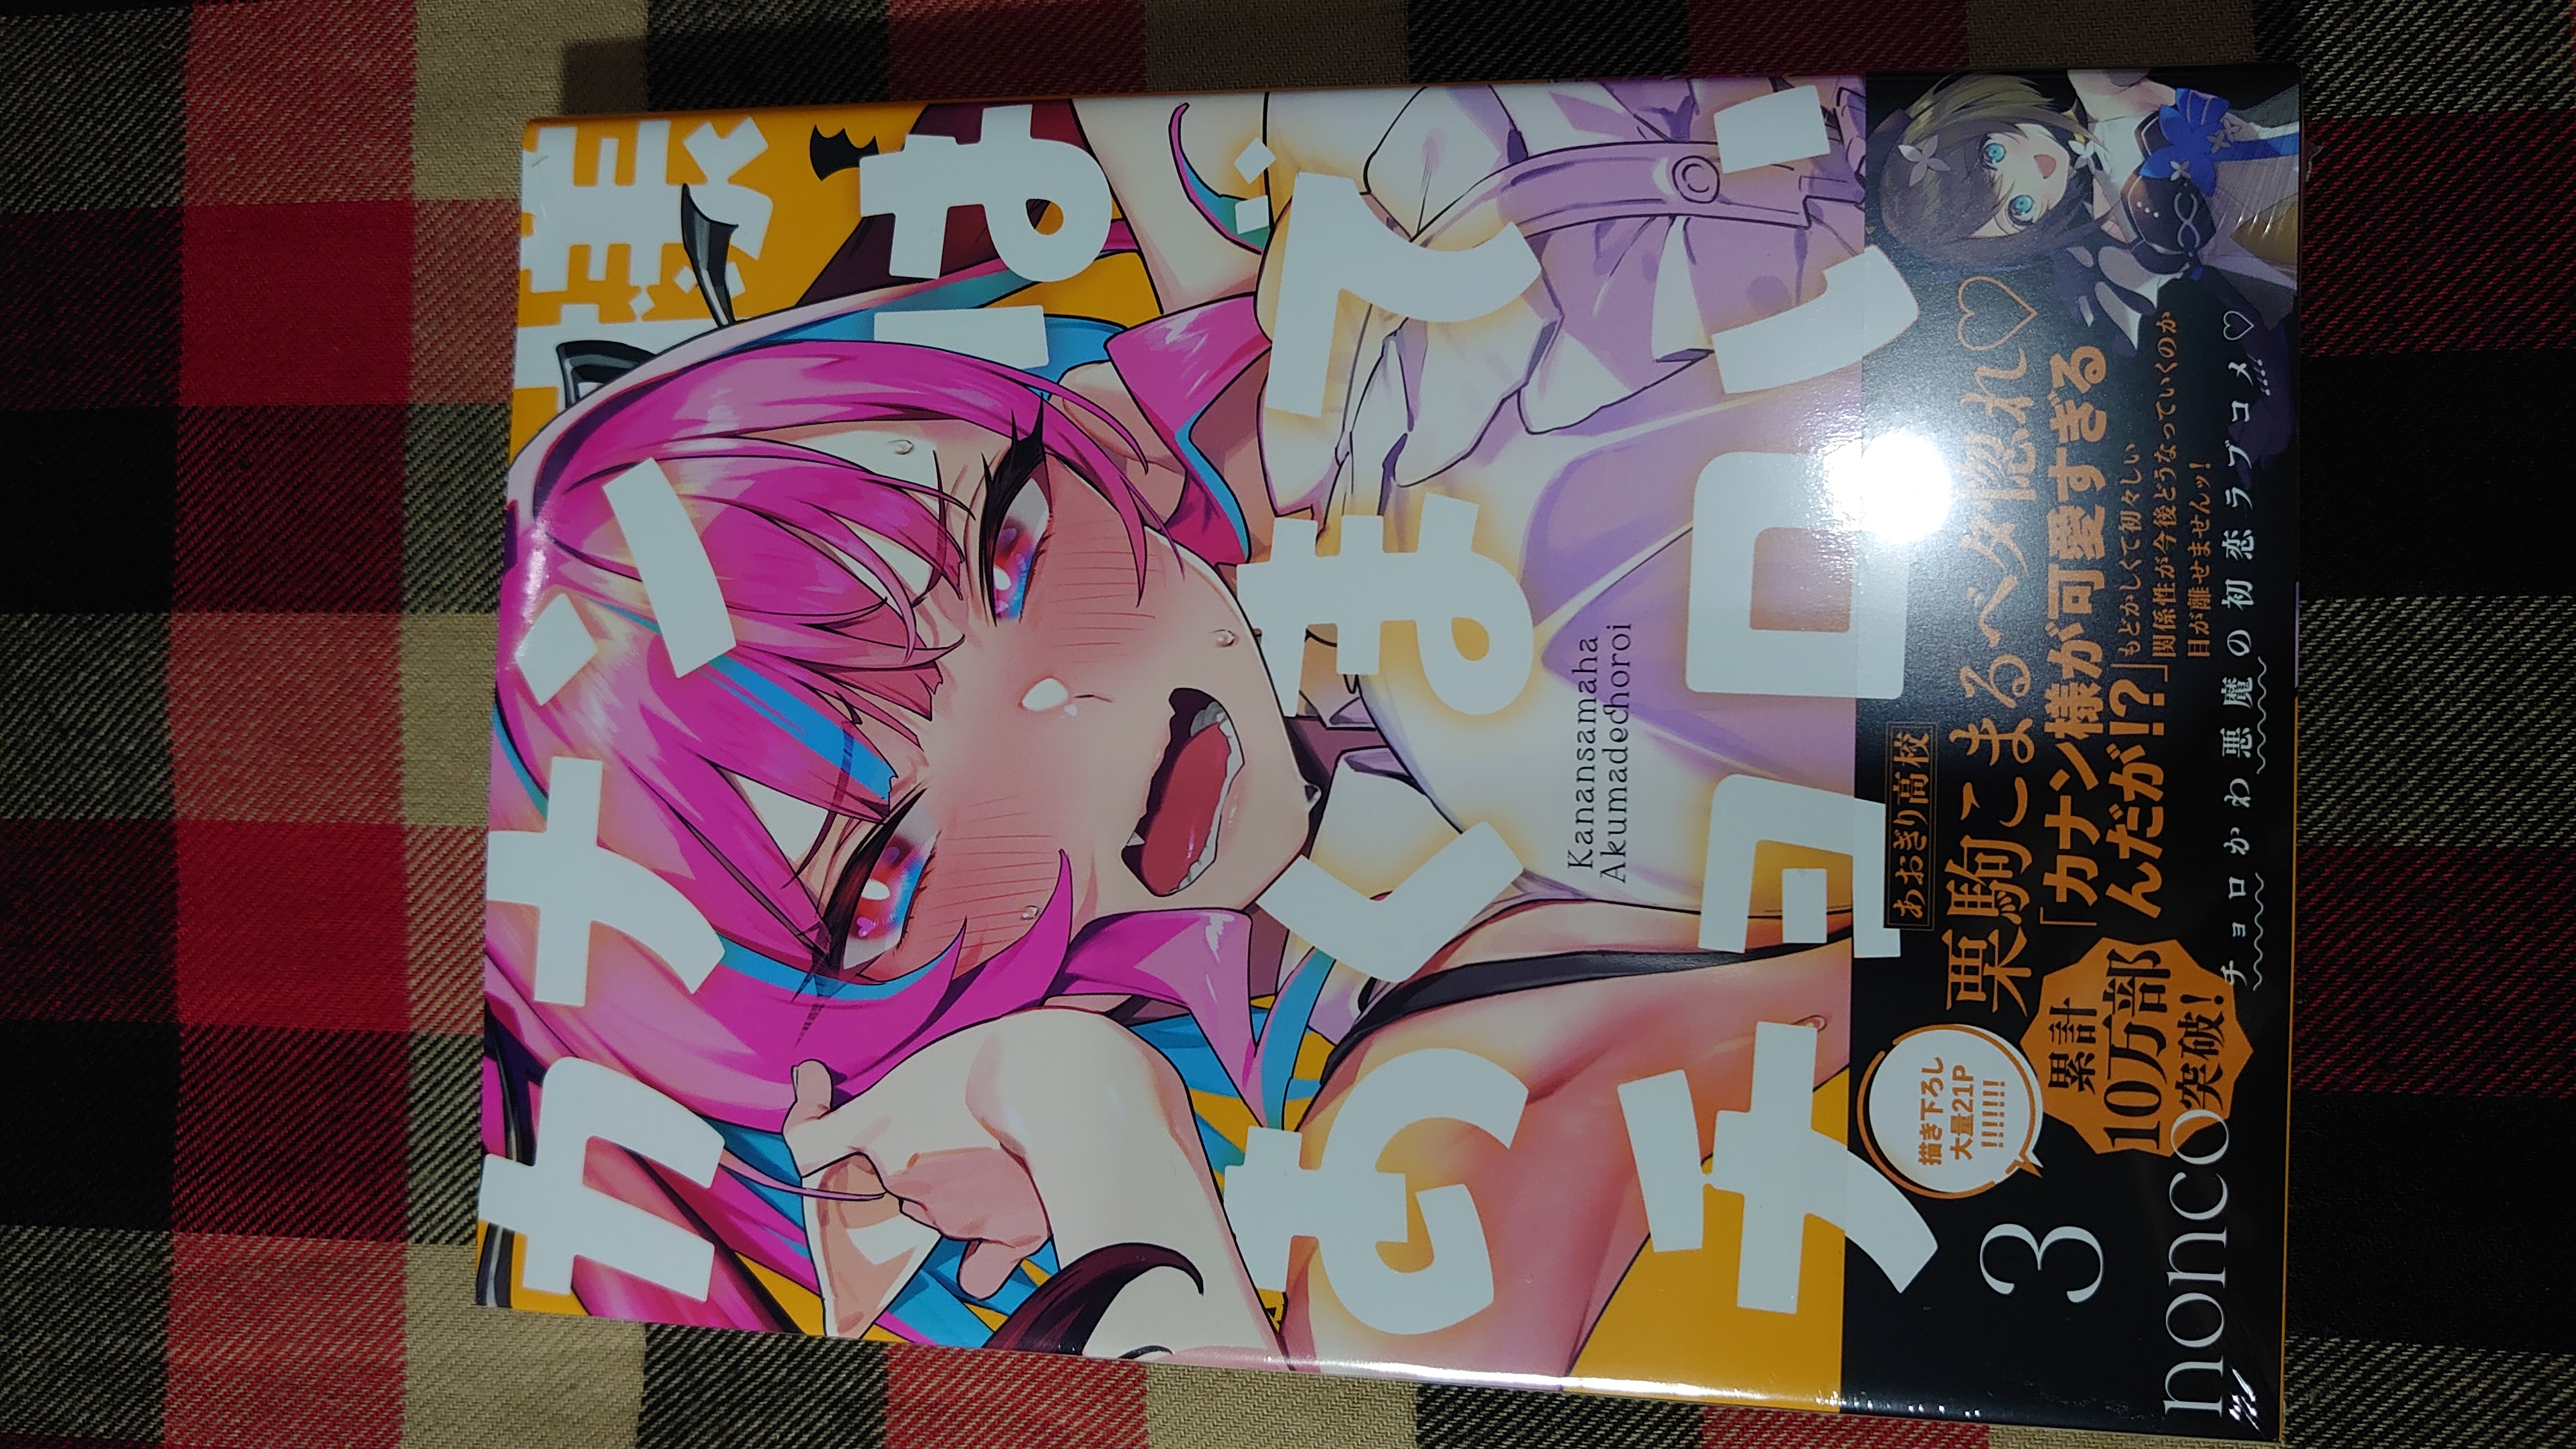 カナン様
は
あくまで
Kanansamaha
Akumadechoroi
チョロい
3
nonco
描き下ろし
大量21P
!!!!!!!
累計
10万部
突破!
あおぎり高校
栗駒こまるベタ惚れ♡
「カナン様が可愛すぎる
んだが!?」
もどかしくて初々しい
関係性が今後どうなっていくのか
目が離せませんッ!
チョロかわ悪魔の初恋ラブコメ♡